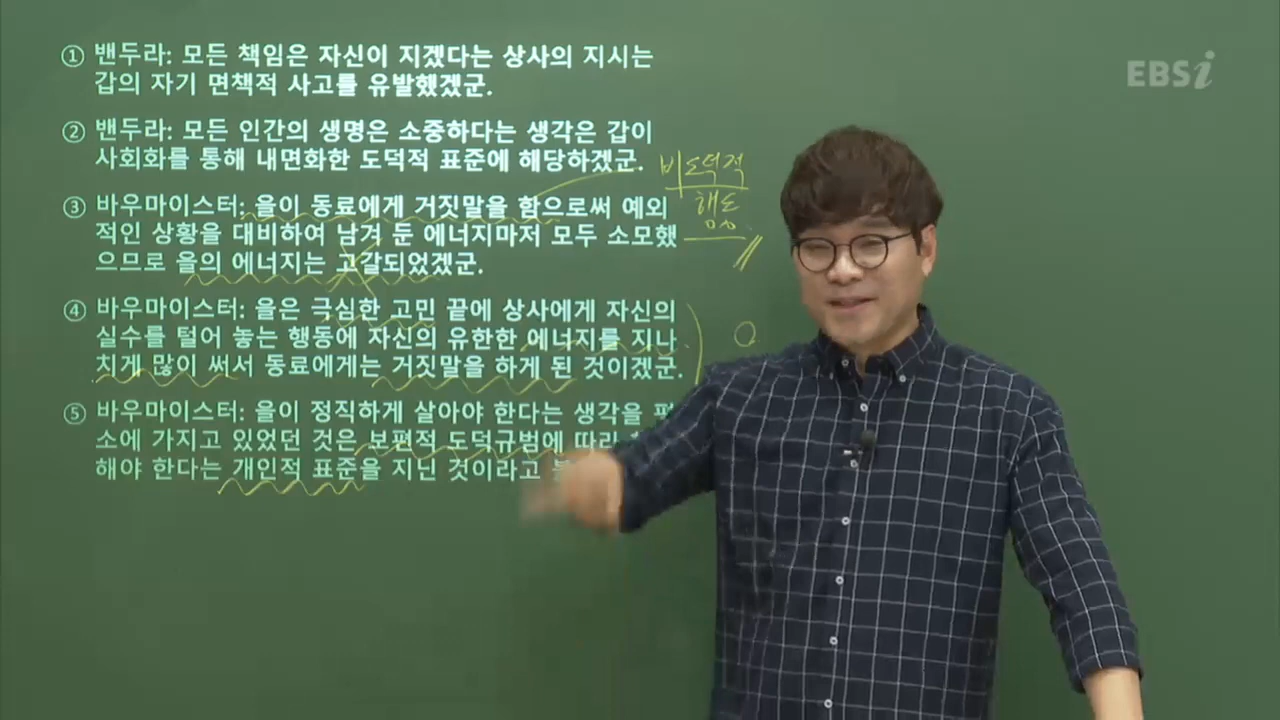 ① 밴두라: 모든 책임은 자신이 지겠다는 상사의 지시는
갑의 자기 면책적 사고를 유발했겠군.
② 밴두라: 모든 인간의 생명은 소중하다는 생각은 갑이
사회화를 통해 내면화한 도덕적 표준에 해당하겠군.
③ 바우마이스터: 을이 동료에게 거짓말을 함으로써 예외
적인 상황을 대비하여 남겨 둔 에너지마저 모두 소모했
으므로 을의 에너지는 고갈되었겠군.
④ 바우마이스터: 을은 극심한 고민 끝에 상사에게 자신의
실수를 털어 놓는 행동에 자신의 유한한 에너지를 지나
치게 많이 써서 동료에게는 거짓말을 하게 된 것이겠군.
⑤ 바우마이스터: 을이 정직하게 살아야 한다는 생각을
소에 가지고 있었던 것은 보편적 도덕규범에 따라
해야 한다는 개인적 표준을 지닌 것이라고
비도덕적
행동
EBSi